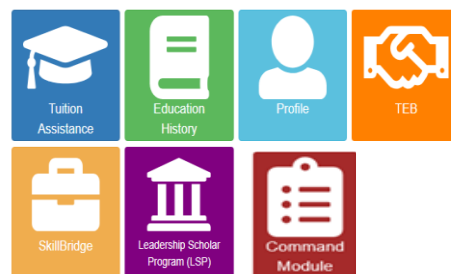 Tuition
Assistance
Education
History
Profile
TEB
SkillBridge
Leadership Scholar
Program (LSP)
Command
Module